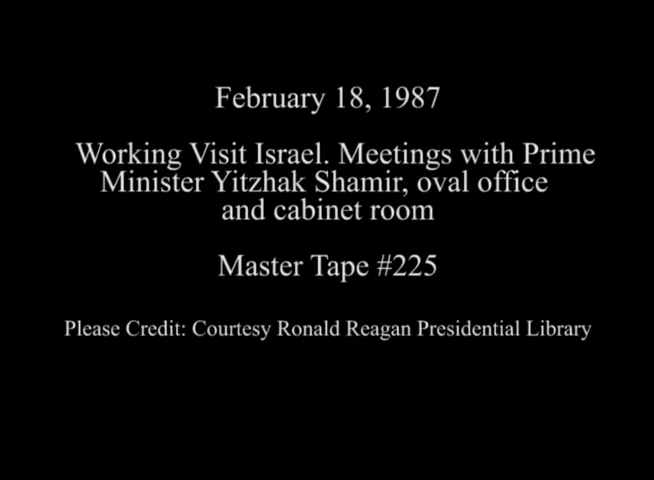 February 18, 1987
Working Visit Israel. Meetings with Prime
Minister Yitzhak Shamir, oval office
and cabinet room
Master Tape #225
Please Credit: Courtesy Ronald Reagan Presidential Library